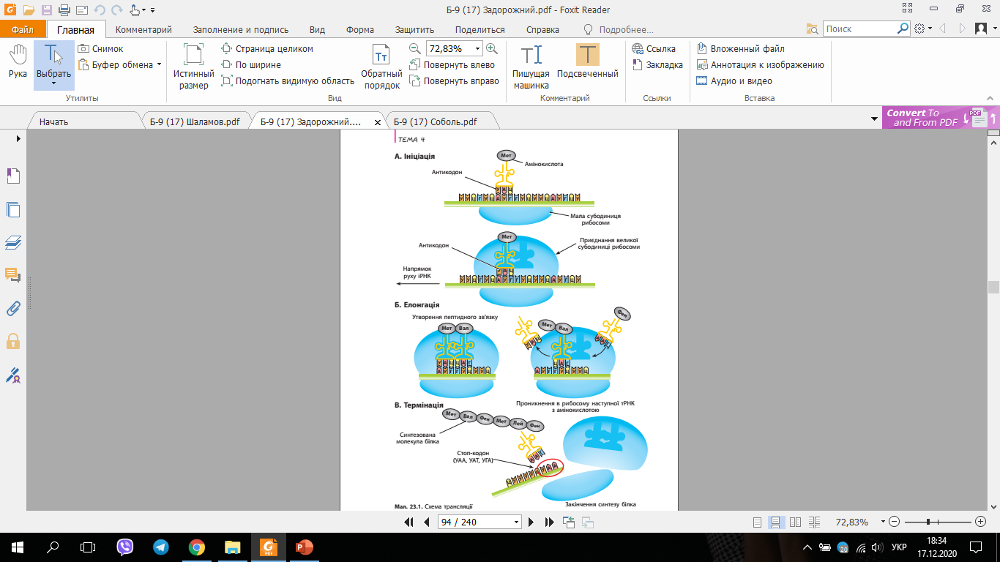 Б-9 (17) Задорожний.pdf - Foxit Reader
Файл Главная Комментарий Заполнение и подпись Вид Форма Защитить Поделиться Справка Подробнее... Поиск
Рука
Выбрать
Снимок
Буфер обмена
Утилиты
Истинный
размер
Страница целиком
По ширине
Подогнать видимую область
Обратный
порядок
72,83%
Повернуть влево
Повернуть вправо
Вид
Пишущая
машинка
Подсвеченный
Комментарий
Ссылка
Закладка
Ссылки
Вложенный файл
Аннотация к изображению
Аудио и видео
Вставка
Начать Б-9 (17) Шаламов.pdf Б-9 (17) Задорожний.... Б-9 (17) Соболь.pdf
Convert To
and From PDF
PDF
ТЕМА 4
А. Ініціація
Мет
Амінокислота
Антикодон
У А Ц
У У Ц Г У Ц А У Г Г У Ц У У Ц А У Г Ц У
Мала субодиниця
рибосоми
Мет
Антикодон
Приєднання великої
субодиниці рибосоми
Напрямок
руху іРНК
Б. Елонгація
Утворення пептидного зв'язку
Мет Вал
Мет Вал
Фен
Проникнення в рибосому наступної тРНК
з амінокислотою
В. Термінація
Мет Вал Фен Мет Лей Фен
Синтезована
молекула білка
Стоп-кодон
(УАА, УАТ, УГА)
Закінчення синтезу білка
Мал. 23.1. Схема трансляції
94 / 240
72,83%
20
УКР
18:34
17.12.2020